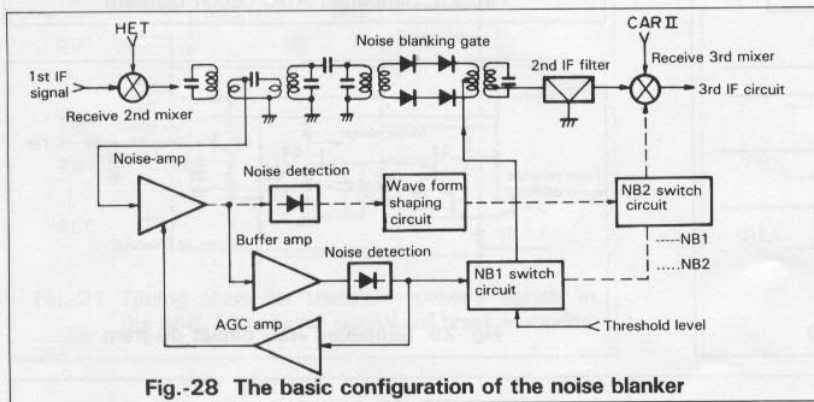 HET
CAR II
Noise blanking gate
2nd IF filter
Receive 3rd mixer
1st IF
signal
3rd IF circuit
Receive 2nd mixer
Noise-amp
Noise detection
Wave form
shaping
circuit
NB2 switch
circuit
Buffer amp
Noise detection
NB1 switch
circuit
-----NB1
.....NB2
AGC amp
Threshold level
Fig.-28 The basic configuration of the noise blanker